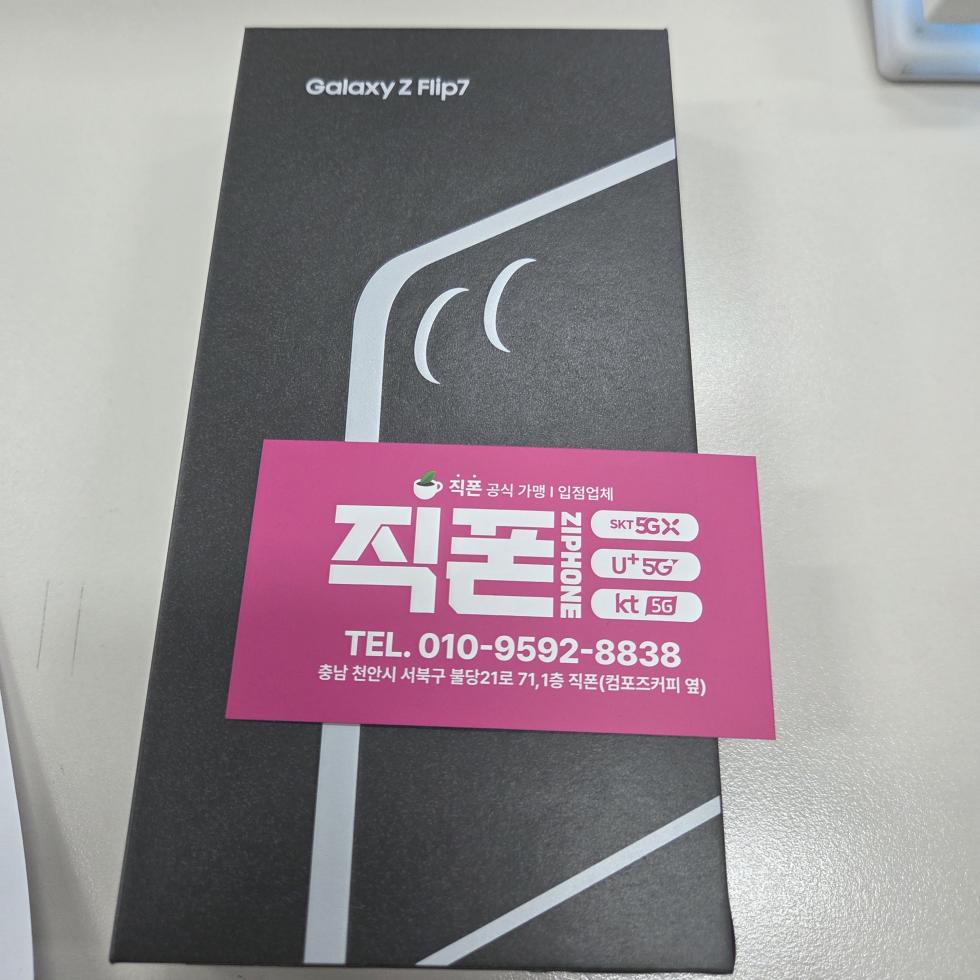 Galaxy Z Flip7
직폰 공식 가맹 I 입점업체
직폰
ZIPHONE
SKT 5GX
U+ 5G
kt 5G
TEL. 010-9592-8838
충남 천안시 서북구 불당21로 71,1층 직폰(컴포즈커피 옆)